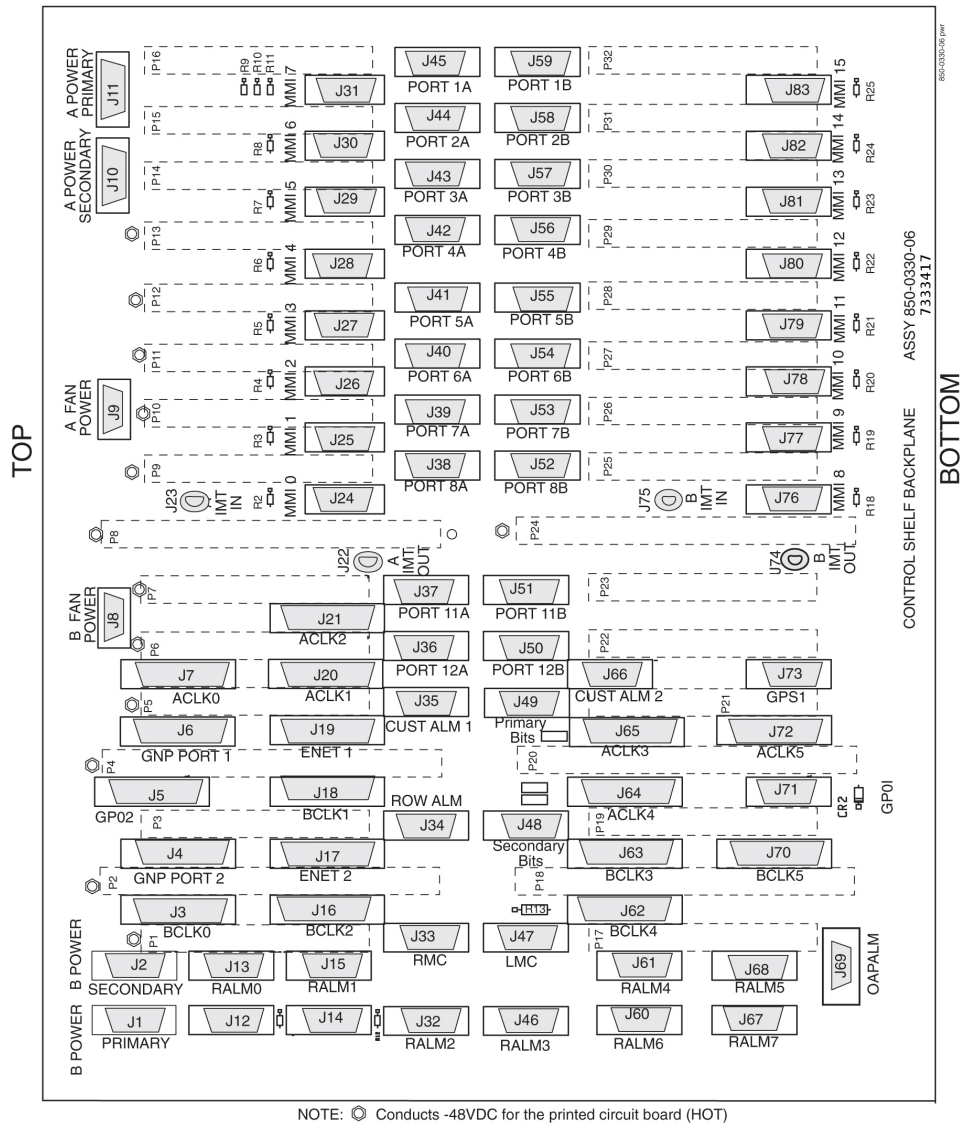 850-0330-06 pwr
TOP
BOTTOM
A POWER
PRIMARY
J11
A POWER
SECONDARY
J10
A FAN
POWER
J9
B FAN
POWER
J8
P16
R9
R10
R11
MMI 7
J31
J45
PORT 1A
J59
PORT 1B
P32
J83
MMI 15
R25
P15
R8
MMI 6
J30
J44
PORT 2A
J58
PORT 2B
P31
J82
MMI 14
R24
P14
R7
MMI 5
J29
J43
PORT 3A
J57
PORT 3B
P30
J81
MMI 13
R23
P13
R6
MMI 4
J28
J42
PORT 4A
J56
PORT 4B
P29
J80
MMI 12
R22
P12
R5
MMI 3
J27
J41
PORT 5A
J55
PORT 5B
P28
J79
MMI 11
R21
P11
R4
MMI 2
J26
J40
PORT 6A
J54
PORT 6B
P27
J78
MMI 10
R20
P10
R3
MMI 1
J25
J39
PORT 7A
J53
PORT 7B
P26
J77
MMI 9
R19
P9
J23
A
IMT
IN
R2
MMI 0
J24
J38
PORT 8A
J52
PORT 8B
P25
J75
B
IMT
IN
J76
MMI 8
R18
ASSY 850-0330-06
7333417
CONTROL SHELF BACKPLANE
P8
P24
J22
A
IMT
OUT
J74
B
IMT
OUT
P7
J21
ACLK2
J37
PORT 11A
J51
PORT 11B
P23
P6
J7
ACLK0
J20
ACLK1
J36
PORT 12A
J50
PORT 12B
P22
J66
CUST ALM 2
J73
GPS1
P5
J6
GNP PORT 1
J19
ENET 1
J35
CUST ALM 1
J49
Primary
Bits
J65
ACLK3
P21
J72
ACLK5
P4
P20
J5
GP02
J18
BCLK1
ROW ALM
J34
J64
ACLK4
J71
CR2
GP0I
P3
J4
GNP PORT 2
J17
ENET 2
J48
Secondary
Bits
P19
J63
BCLK3
J70
BCLK5
P2
P18
J3
BCLK0
J16
BCLK2
R13
J62
BCLK4
P1
J33
RMC
J47
LMC
P17
J69
OAPALM
B POWER
J2
SECONDARY
J13
RALM0
J15
RALM1
J61
RALM4
J68
RALM5
B POWER
J1
PRIMARY
J12
J14
R12
J32
RALM2
J46
RALM3
J60
RALM6
J67
RALM7
NOTE: Conducts -48VDC for the printed circuit board (HOT)